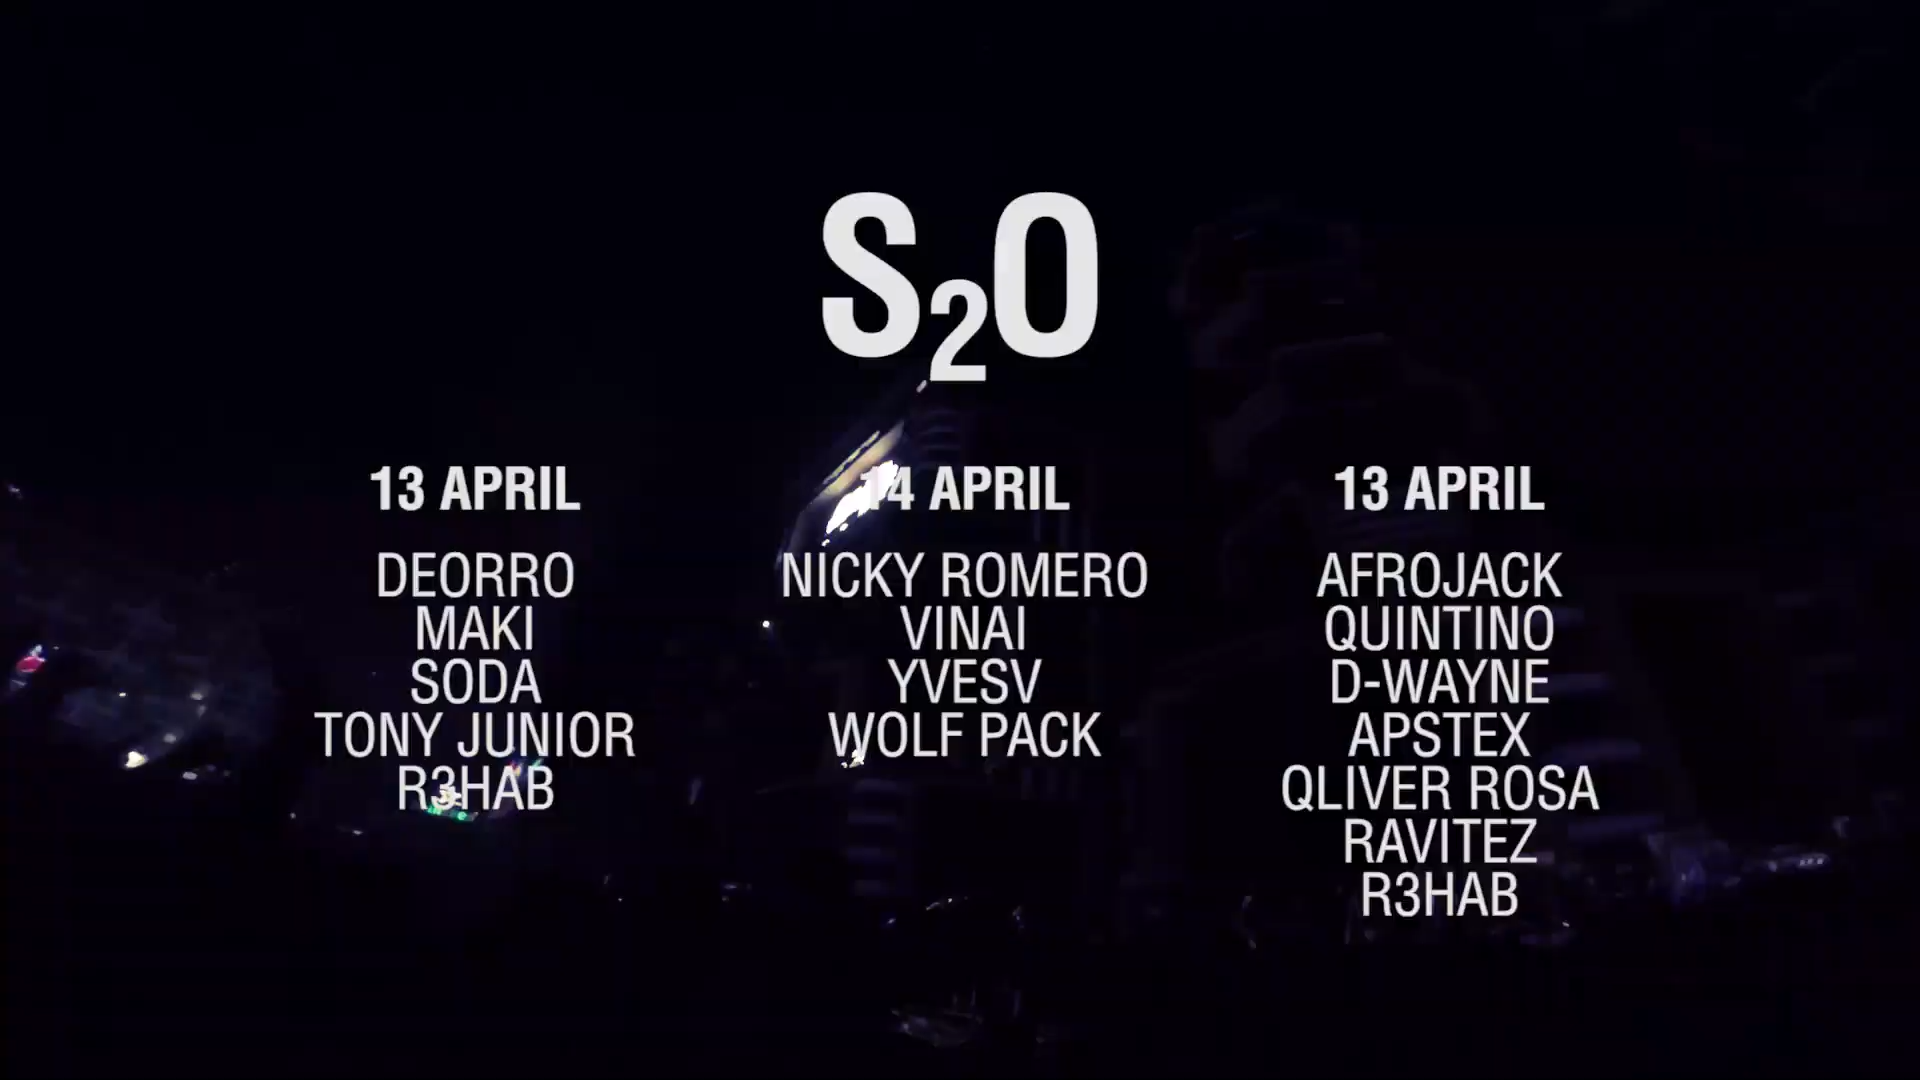 S2O
13 APRIL
DEORRO
MAKI
SODA
TONY JUNIOR
R3HAB
14 APRIL
NICKY ROMERO
VINAI
YVESV
WOLF PACK
13 APRIL
AFROJACK
QUINTINO
D-WAYNE
APSTEX
QLIVER ROSA
RAVITEZ
R3HAB